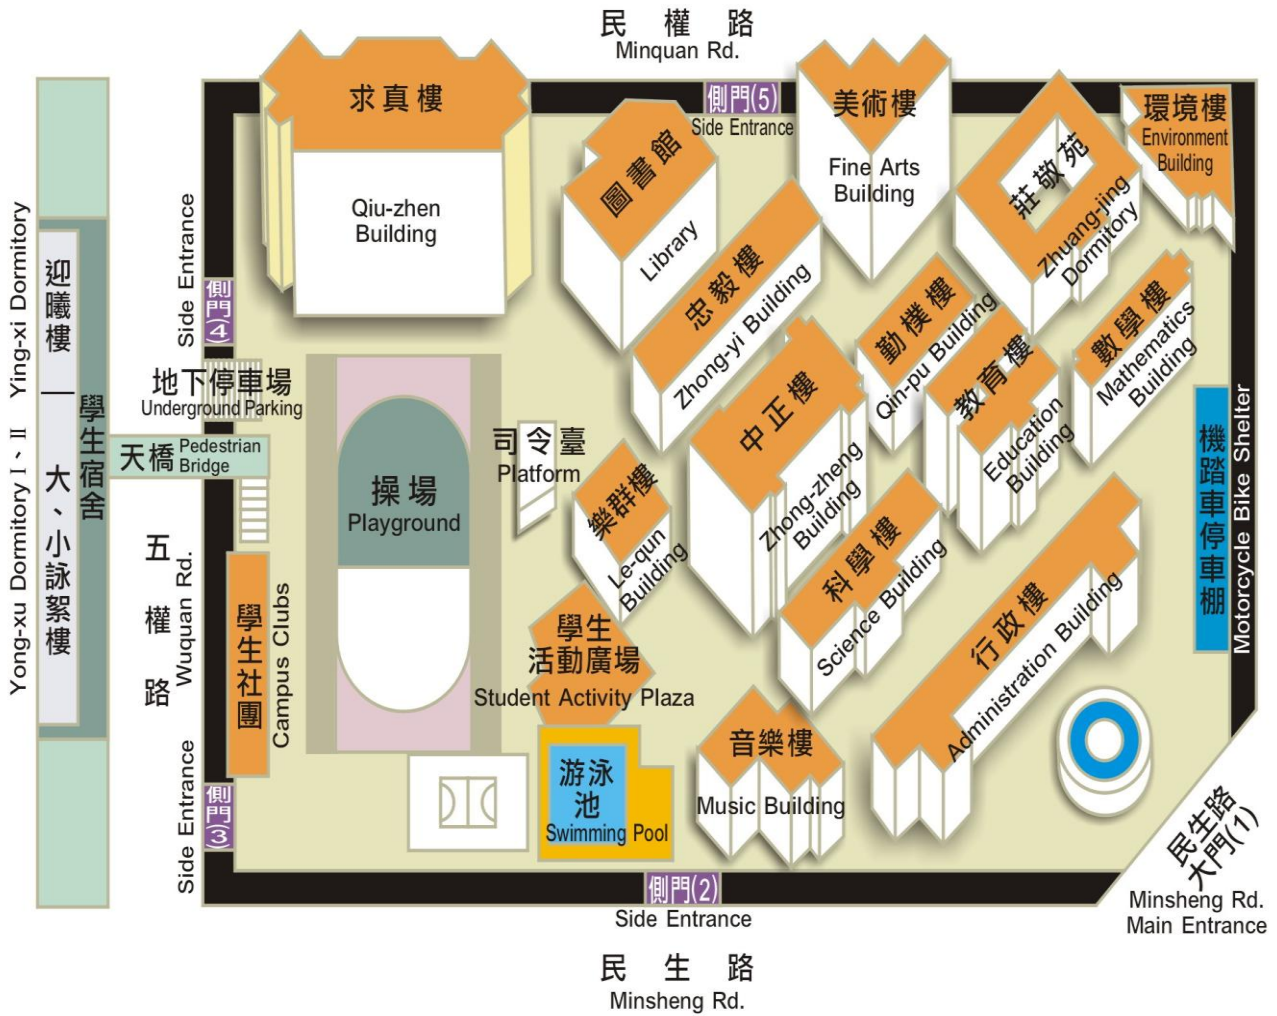 民 權 路
Minquan Rd.
求真樓
Qiu-zhen
Building
側門(5)
Side Entrance
圖書館
Library
美術樓
Fine Arts
Building
莊敬苑
Zhuang-jing
Dormitory
環境樓
Environment
Building
忠毅樓
Zhong-yi Building
勤樸樓
Qin-pu Building
教育樓
Education
Building
數學樓
Mathematics
Building
中正樓
Zhong-zheng
Building
Side Entrance
側門(4)
地下停車場
Underground Parking
天橋
Pedestrian
Bridge
Ying-xi Dormitory
Yong-xu Dormitory I、II
迎曦樓
大、小詠絮樓
學生宿舍
五權路
Wuquan Rd.
操場
Playground
司令臺
Platform
樂群樓
Le-qun
Building
科學樓
Science Building
行政樓
Administration Building
機踏車停車棚
Motorcycle Bike Shelter
學生社團
Campus Clubs
學生
活動廣場
Student Activity Plaza
音樂樓
Music Building
游泳
池
Swimming Pool
Side Entrance
側門(3)
側門(2)
Side Entrance
民生路
大門(1)
Minsheng Rd.
Main Entrance
民 生 路
Minsheng Rd.